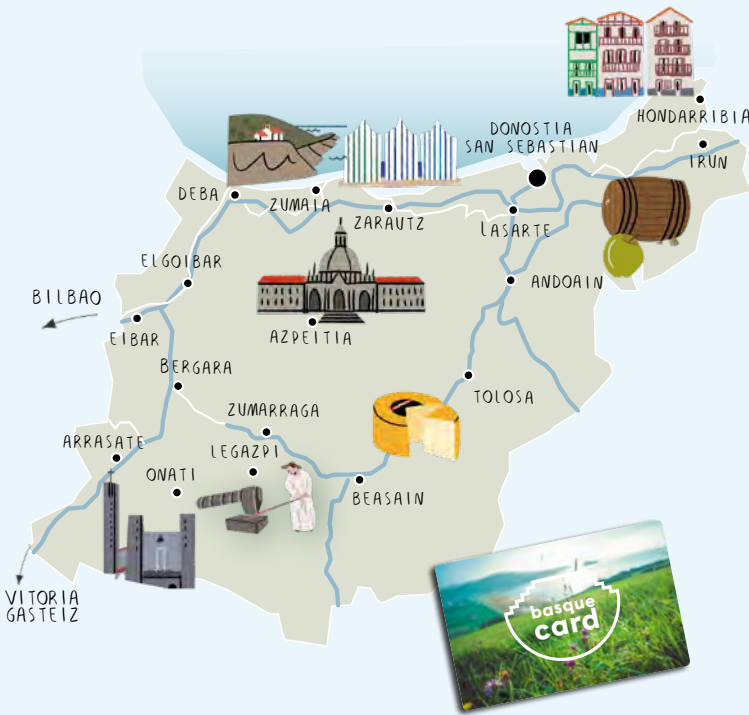 HONDARRIBIA
DONOSTIA
SAN SEBASTIAN
IRUN
DEBA
ZUMAIA
ZARAUTZ
LASARTE
ELGOIBAR
ANDOAIN
BILBAO
EIBAR
AZPEITIA
BERGARA
TOLOSA
ZUMARRAGA
ARRASATE
LEGAZPI
OÑATI
BEASAIN
VITORIA
GASTEIZ
basque
card